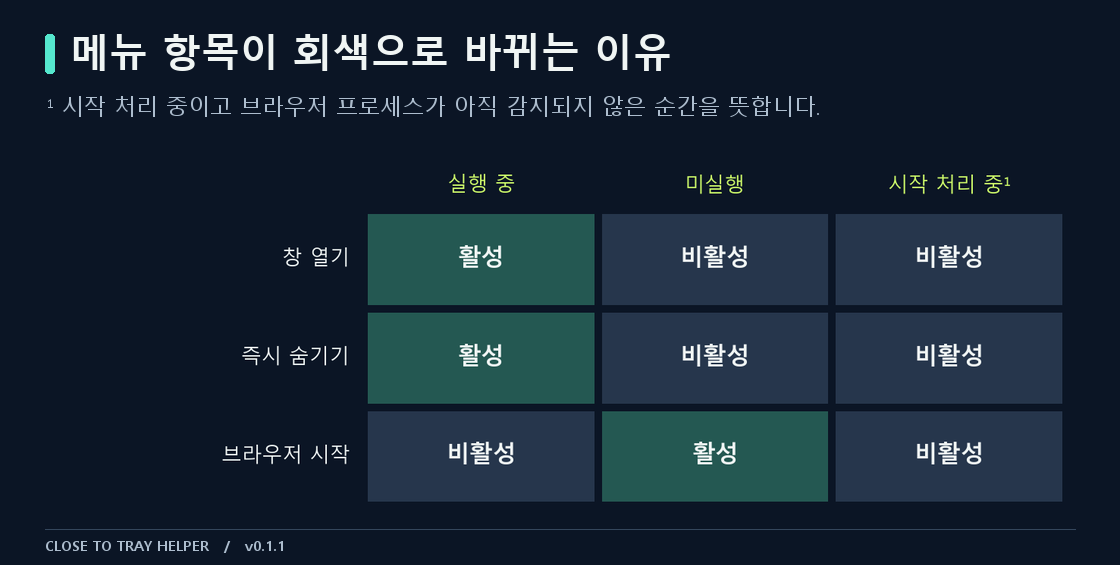 메뉴 항목이 회색으로 바뀌는 이유
¹ 시작 처리 중이고 브라우저 프로세스가 아직 감지되지 않은 순간을 뜻합니다.
실행 중 미실행 시작 처리 중¹
창 열기 활성 비활성 비활성
즉시 숨기기 활성 비활성 비활성
브라우저 시작 비활성 활성 비활성
CLOSE TO TRAY HELPER / v0.1.1